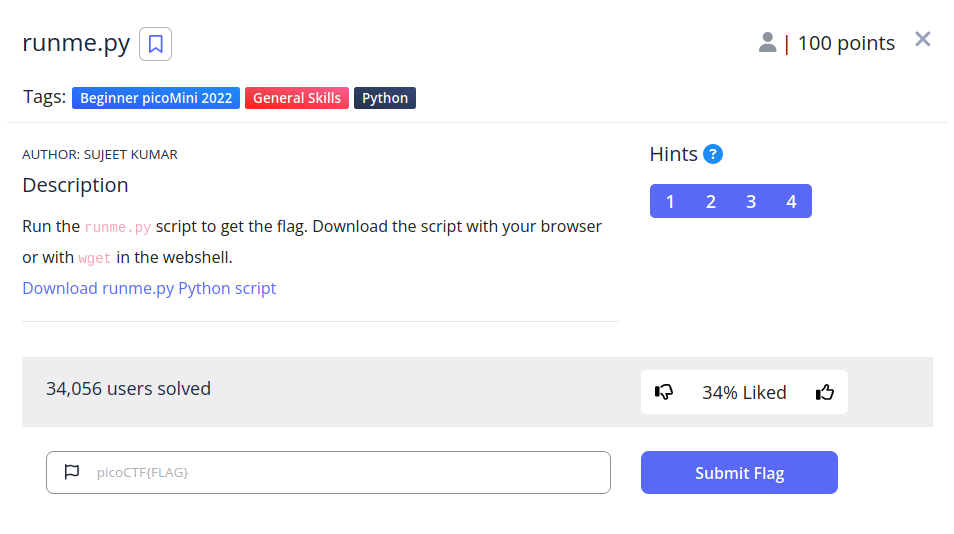 runme.py
| 100 points
Tags: Beginner picoMini 2022 General Skills Python
AUTHOR: SUJEET KUMAR
Description
Run the runme.py script to get the flag. Download the script with your browser
or with wget in the webshell.
Download runme.py Python script
Hints ?
1 2 3 4
34,056 users solved
34% Liked
picoCTF{FLAG}
Submit Flag